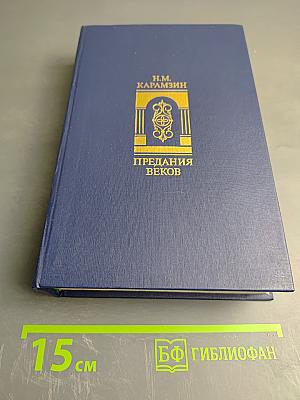 Н.М.
КАРАМЗИН
ПРЕДАНИЯ
ВЕКОВ
15 см
БФ ГИБЛИОФАН